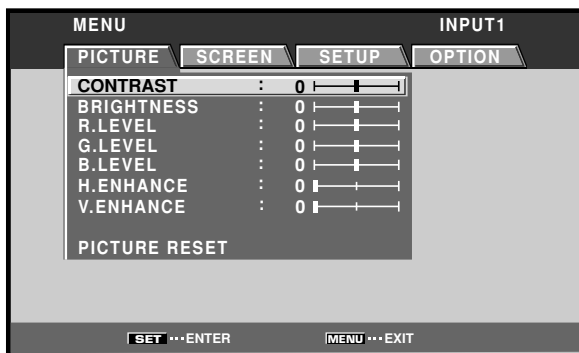 MENU INPUT1
PICTURE SCREEN SETUP OPTION
CONTRAST : 0
BRIGHTNESS : 0
R.LEVEL : 0
G.LEVEL : 0
B.LEVEL : 0
H.ENHANCE : 0
V.ENHANCE : 0
PICTURE RESET
SET ···ENTER MENU ···EXIT